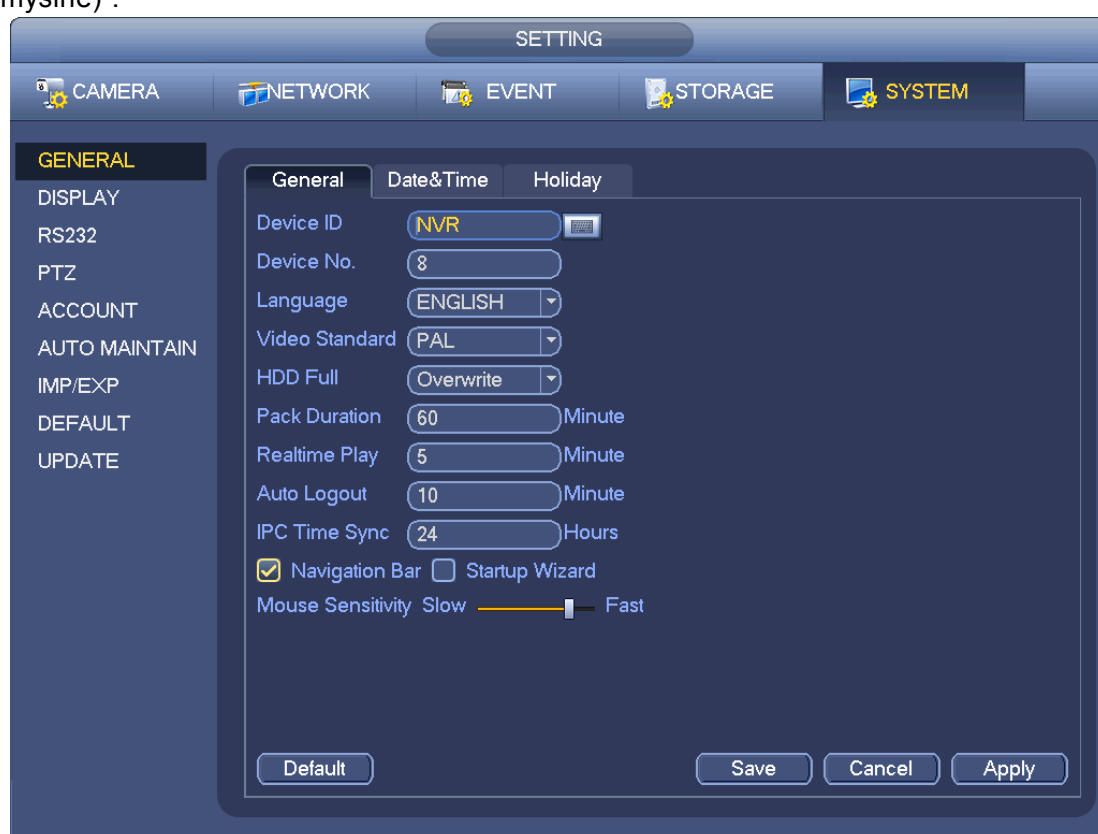 mysine) :
SETTING
CAMERA NETWORK EVENT STORAGE SYSTEM
GENERAL
DISPLAY
RS232
PTZ
ACCOUNT
AUTO MAINTAIN
IMP/EXP
DEFAULT
UPDATE
General Date&Time Holiday
Device ID NVR
Device No. 8
Language ENGLISH
Video Standard PAL
HDD Full Overwrite
Pack Duration 60 Minute
Realtime Play 5 Minute
Auto Logout 10 Minute
IPC Time Sync 24 Hours
Navigation Bar Startup Wizard
Mouse Sensitivity Slow Fast
Default Save Cancel Apply